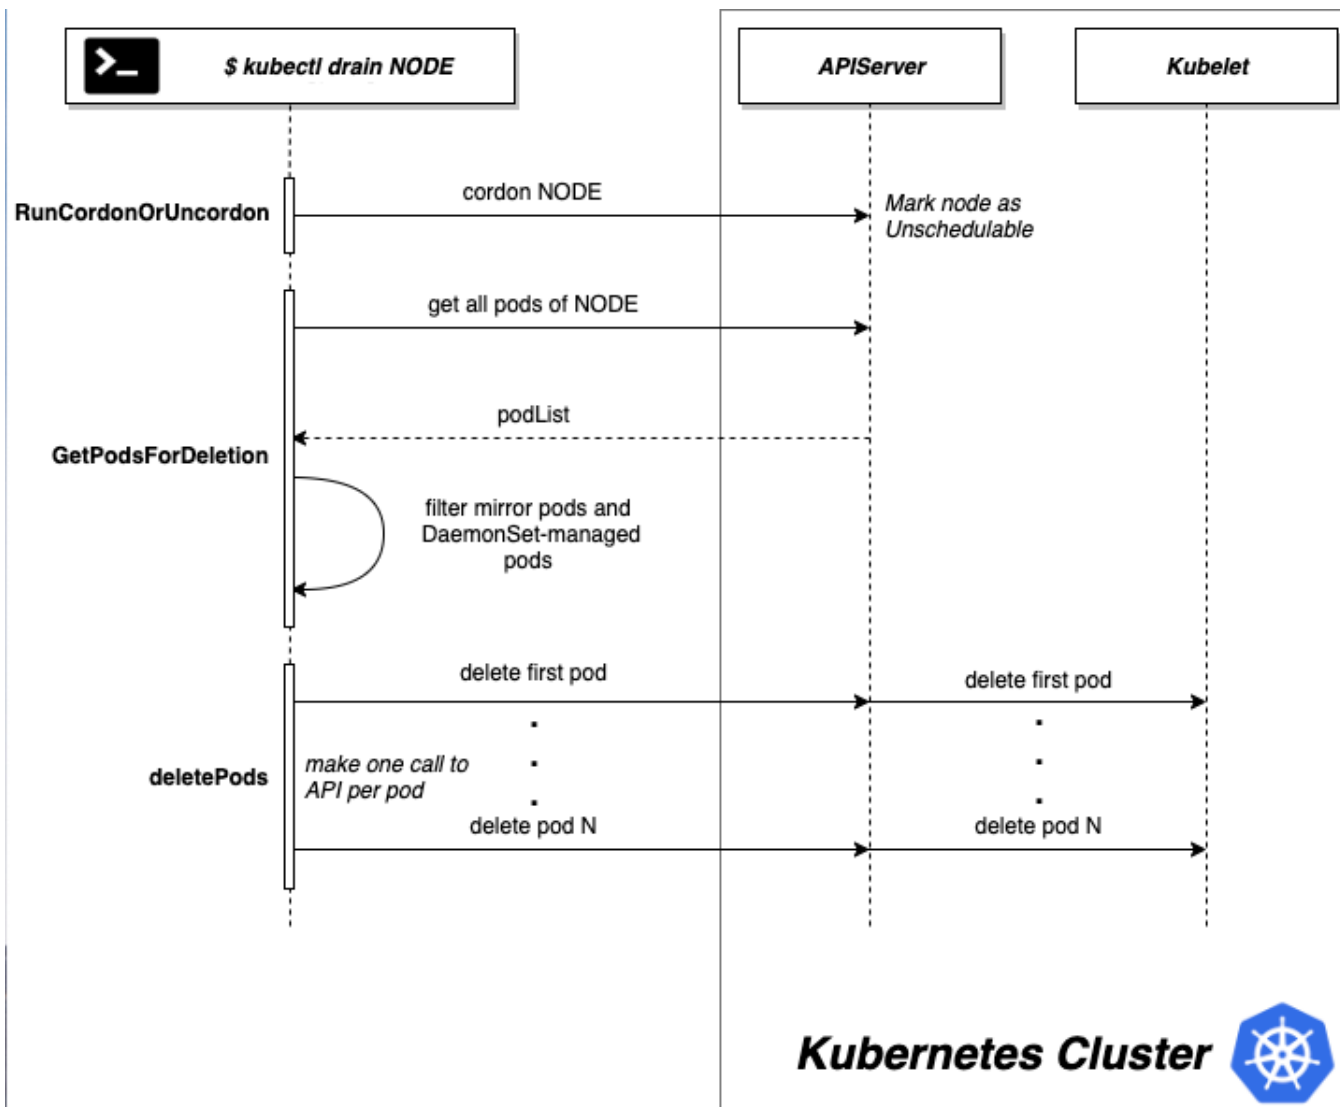 >_
$ kubectl drain NODE
APIServer
Kubelet
cordon NODE
RunCordonOrUncordon
Mark node as
Unschedulable
get all pods of NODE
podList
GetPodsForDeletion
filter mirror pods and
DaemonSet-managed
pods
delete first pod
delete first pod
deletePods
make one call to
API per pod
delete pod N
delete pod N
Kubernetes Cluster